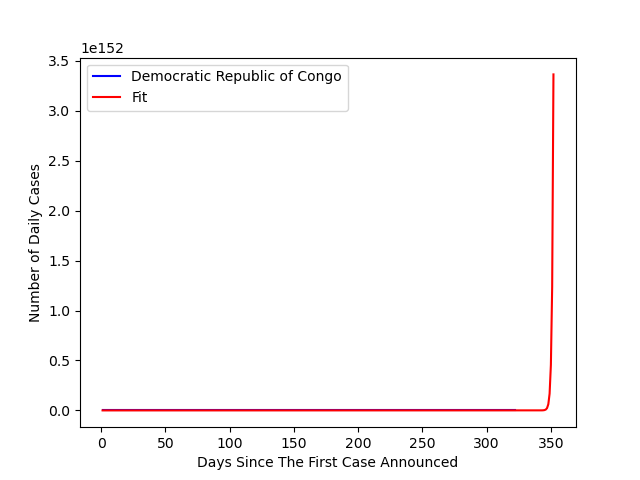 1e152
3.5
3.0
2.5
2.0
1.5
1.0
0.5
0.0
Number of Daily Cases
Democratic Republic of Congo
Fit
0 50 100 150 200 250 300 350
Days Since The First Case Announced